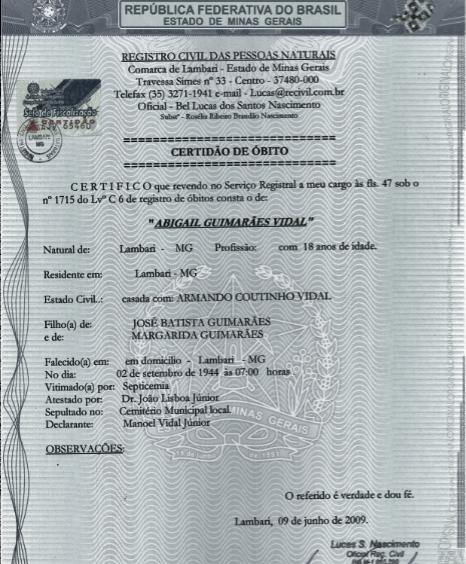 REPÚBLICA FEDERATIVA DO BRASIL
ESTADO DE MINAS GERAIS
REGISTRO CIVIL DAS PESSOAS NATURAIS
Comarca de Lambari - Estado de Minas Gerais
Travessa Simes nº 33 - Centro - 37480-000
Telefax (35) 3271-1941 e-mail - Lucas@recivil.com.br
Oficial - Bel Lucas dos Santos Nascimento
Substª - Rosélia Ribeiro Brandão Nascimento
Selo de Fiscalização
CERTIDÃO
LAMBARI
MG
==============================
CERTIDÃO DE ÓBITO
==============================
C E R T I F I C O que revendo no Serviço Registral a meu cargo às fls. 47 sob o
nº 1715 do Lvº C 6 de registro de óbitos consta o de:
"ABIGAIL GUIMARÃES VIDAL"
Natural de: Lambari - MG Profissão: com 18 anos de idade.
Residente em: Lambari - MG
Estado Civil.: casada com: ARMANDO COUTINHO VIDAL
Filho(a) de: JOSÉ BATISTA GUIMARÃES
e de: MARGARIDA GUIMARÃES
Falecido(a) em: em domicílio - Lambari - MG
No dia: 02 de setembro de 1944 às 07:00 horas
Vitimado(a) por: Septicemia
Atestado por: Dr. João Lisboa Júnior
Sepultado no: Cemitério Municipal local
Declarante: Manoel Vidal Júnior
MINAS GERAIS
OBSERVAÇÕES:
O referido é verdade e dou fé.
Lambari, 09 de junho de 2009.
Lucas S. Nascimento
Oficial Reg. Civil